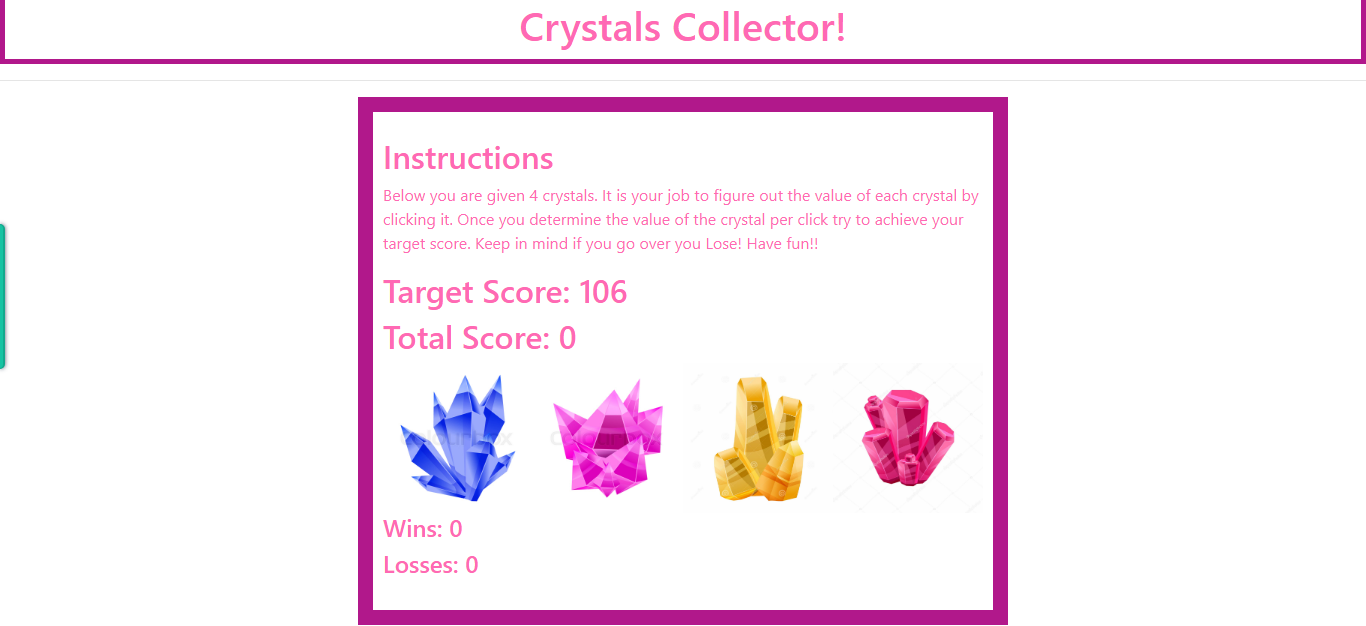 Crystals Collector!
Instructions
Below you are given 4 crystals. It is your job to figure out the value of each crystal by
clicking it. Once you determine the value of the crystal per click try to achieve your
target score. Keep in mind if you go over you Lose! Have fun!!
Target Score: 106
Total Score: 0
Wins: 0
Losses: 0